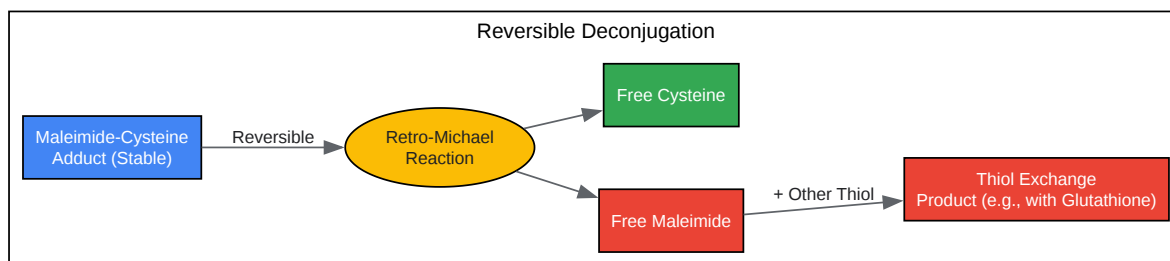 Reversible Deconjugation
Maleimide-Cysteine
Adduct (Stable)
Reversible
Retro-Michael
Reaction
Free Cysteine
Free Maleimide
+ Other Thiol
Thiol Exchange
Product (e.g., with Glutathione)